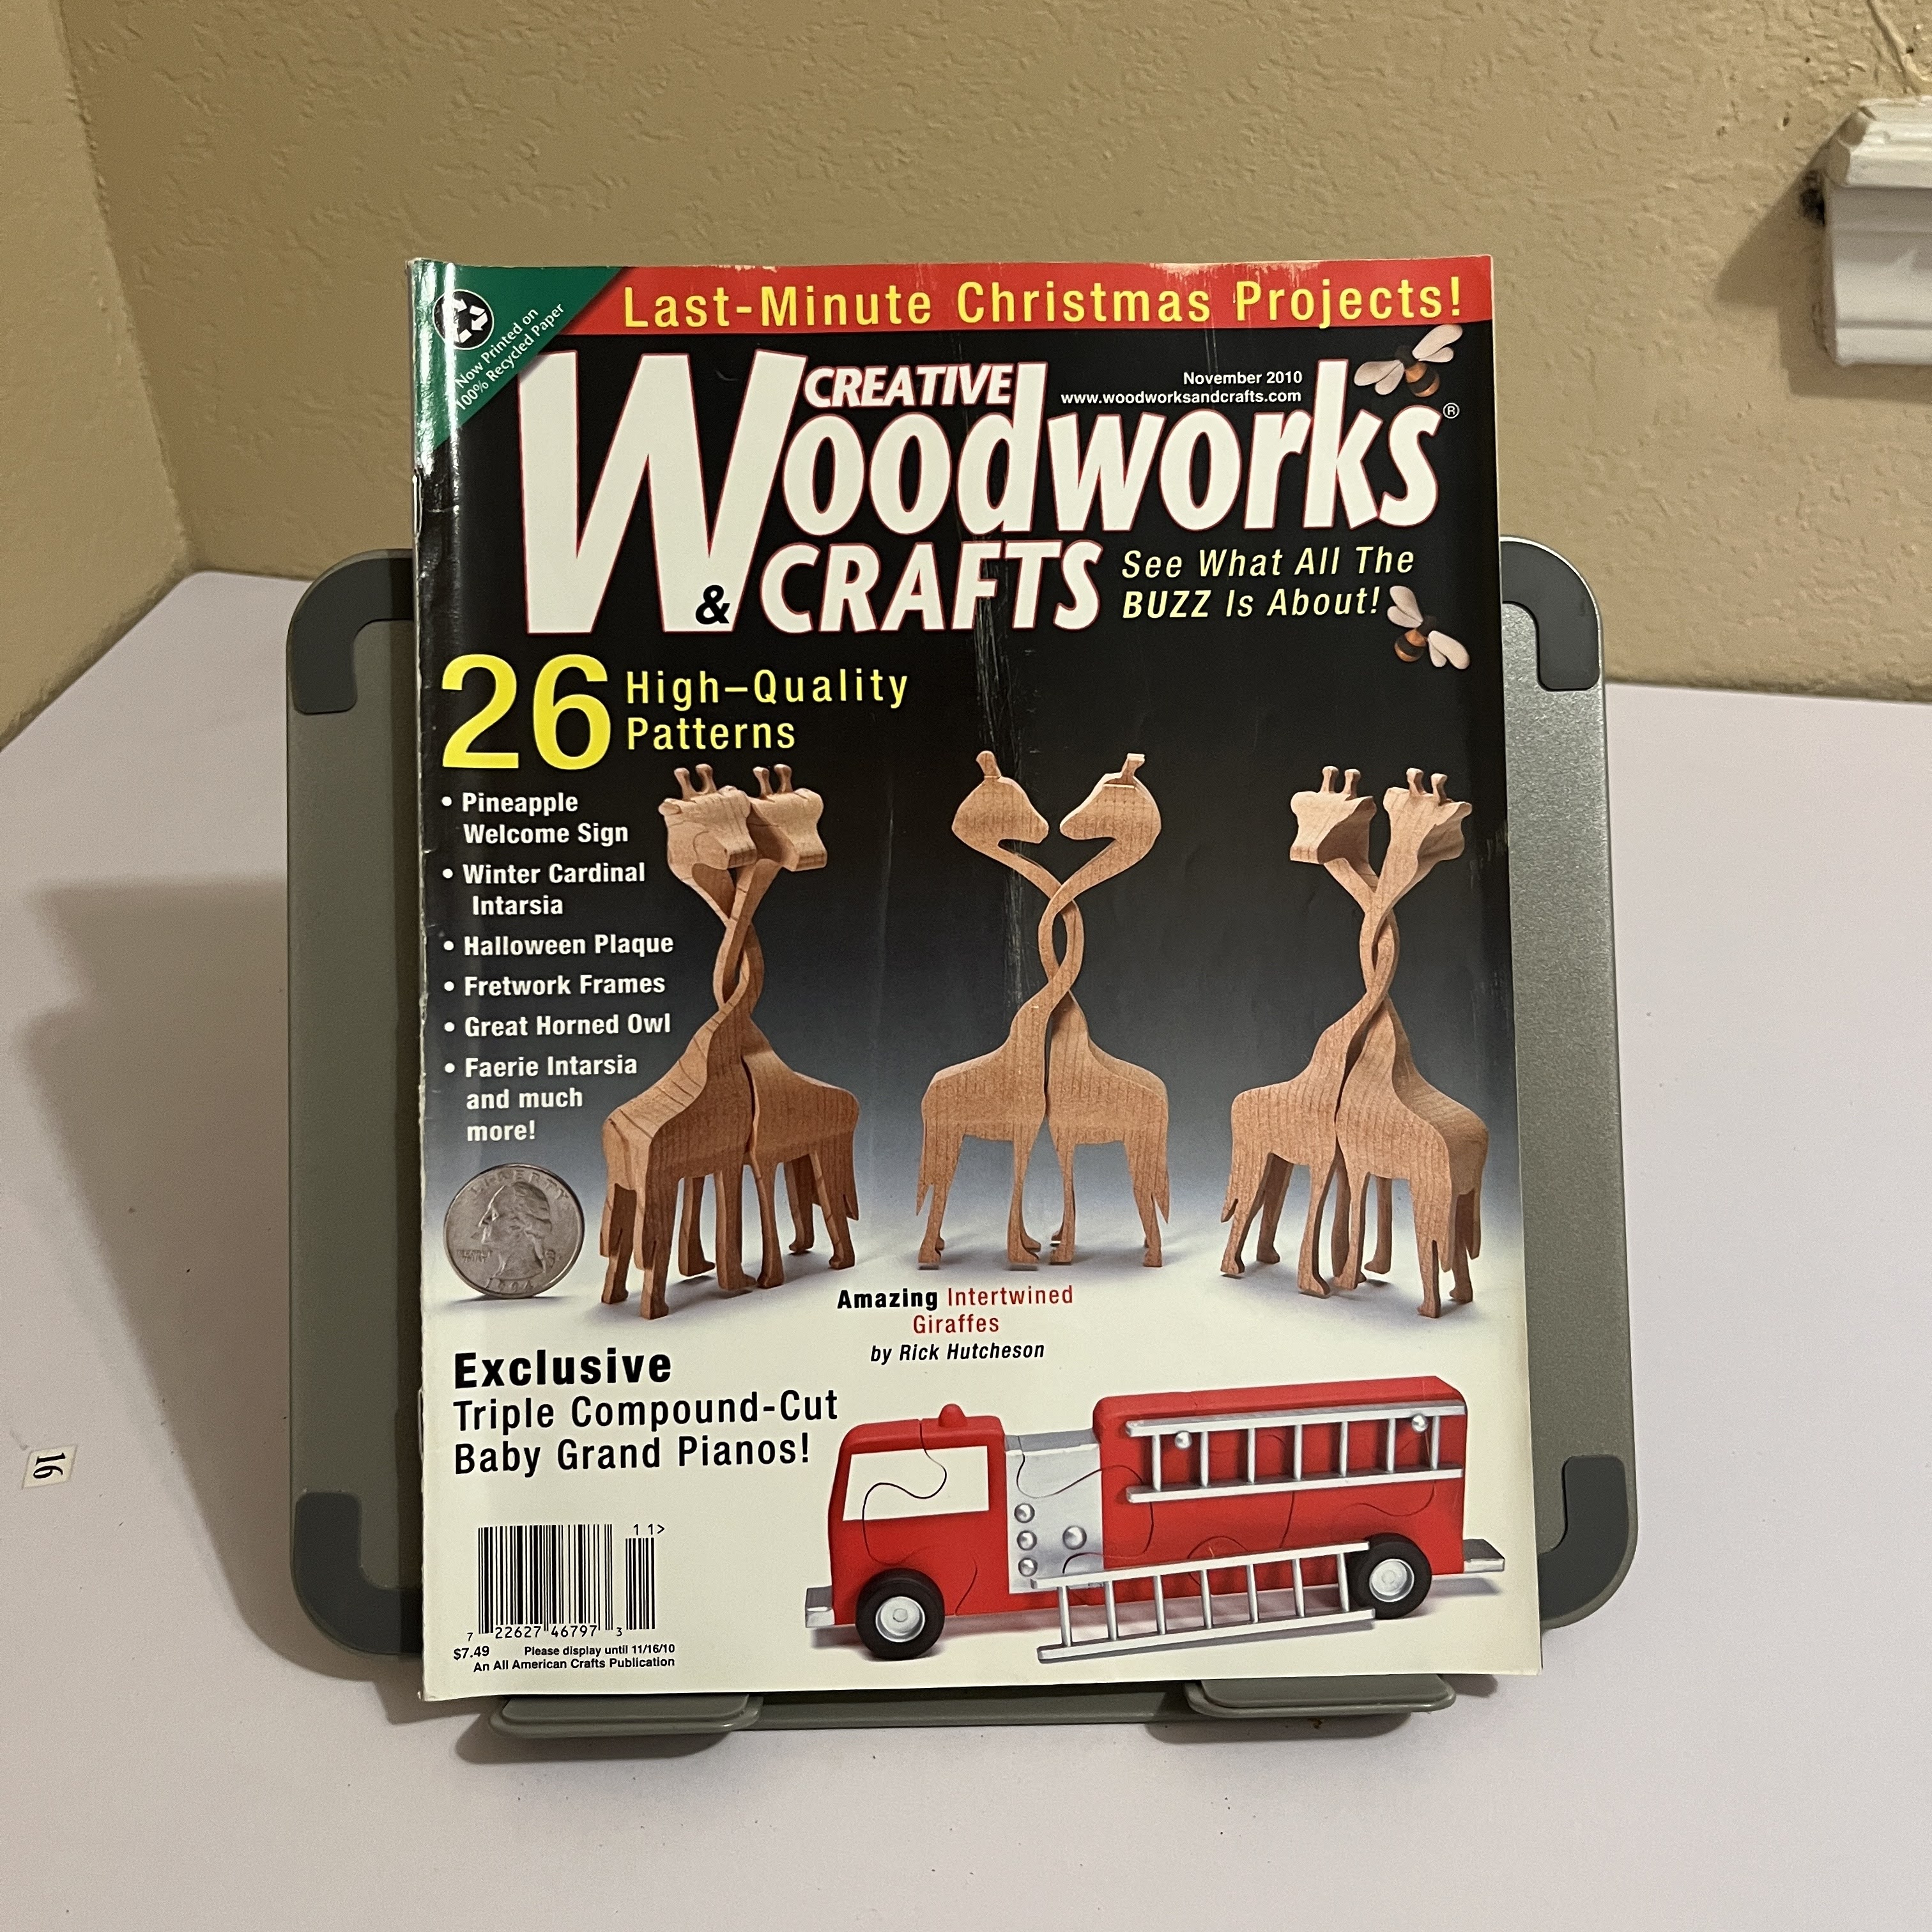 Now Printed on
100% Recycled Paper
Last-Minute Christmas Projects!
November 2010
www.woodworksandcrafts.com
CREATIVE
Woodworks®
& CRAFTS
See What All The
BUZZ Is About!
26 High-Quality
Patterns
• Pineapple
Welcome Sign
• Winter Cardinal
Intarsia
• Halloween Plaque
• Fretwork Frames
• Great Horned Owl
• Faerie Intarsia
and much
more!
LIBERTY
Amazing Intertwined
Giraffes
by Rick Hutcheson
Exclusive
Triple Compound-Cut
Baby Grand Pianos!
11>
7 22627 46797 3
$7.49 Please display until 11/16/10
An All American Crafts Publication
16